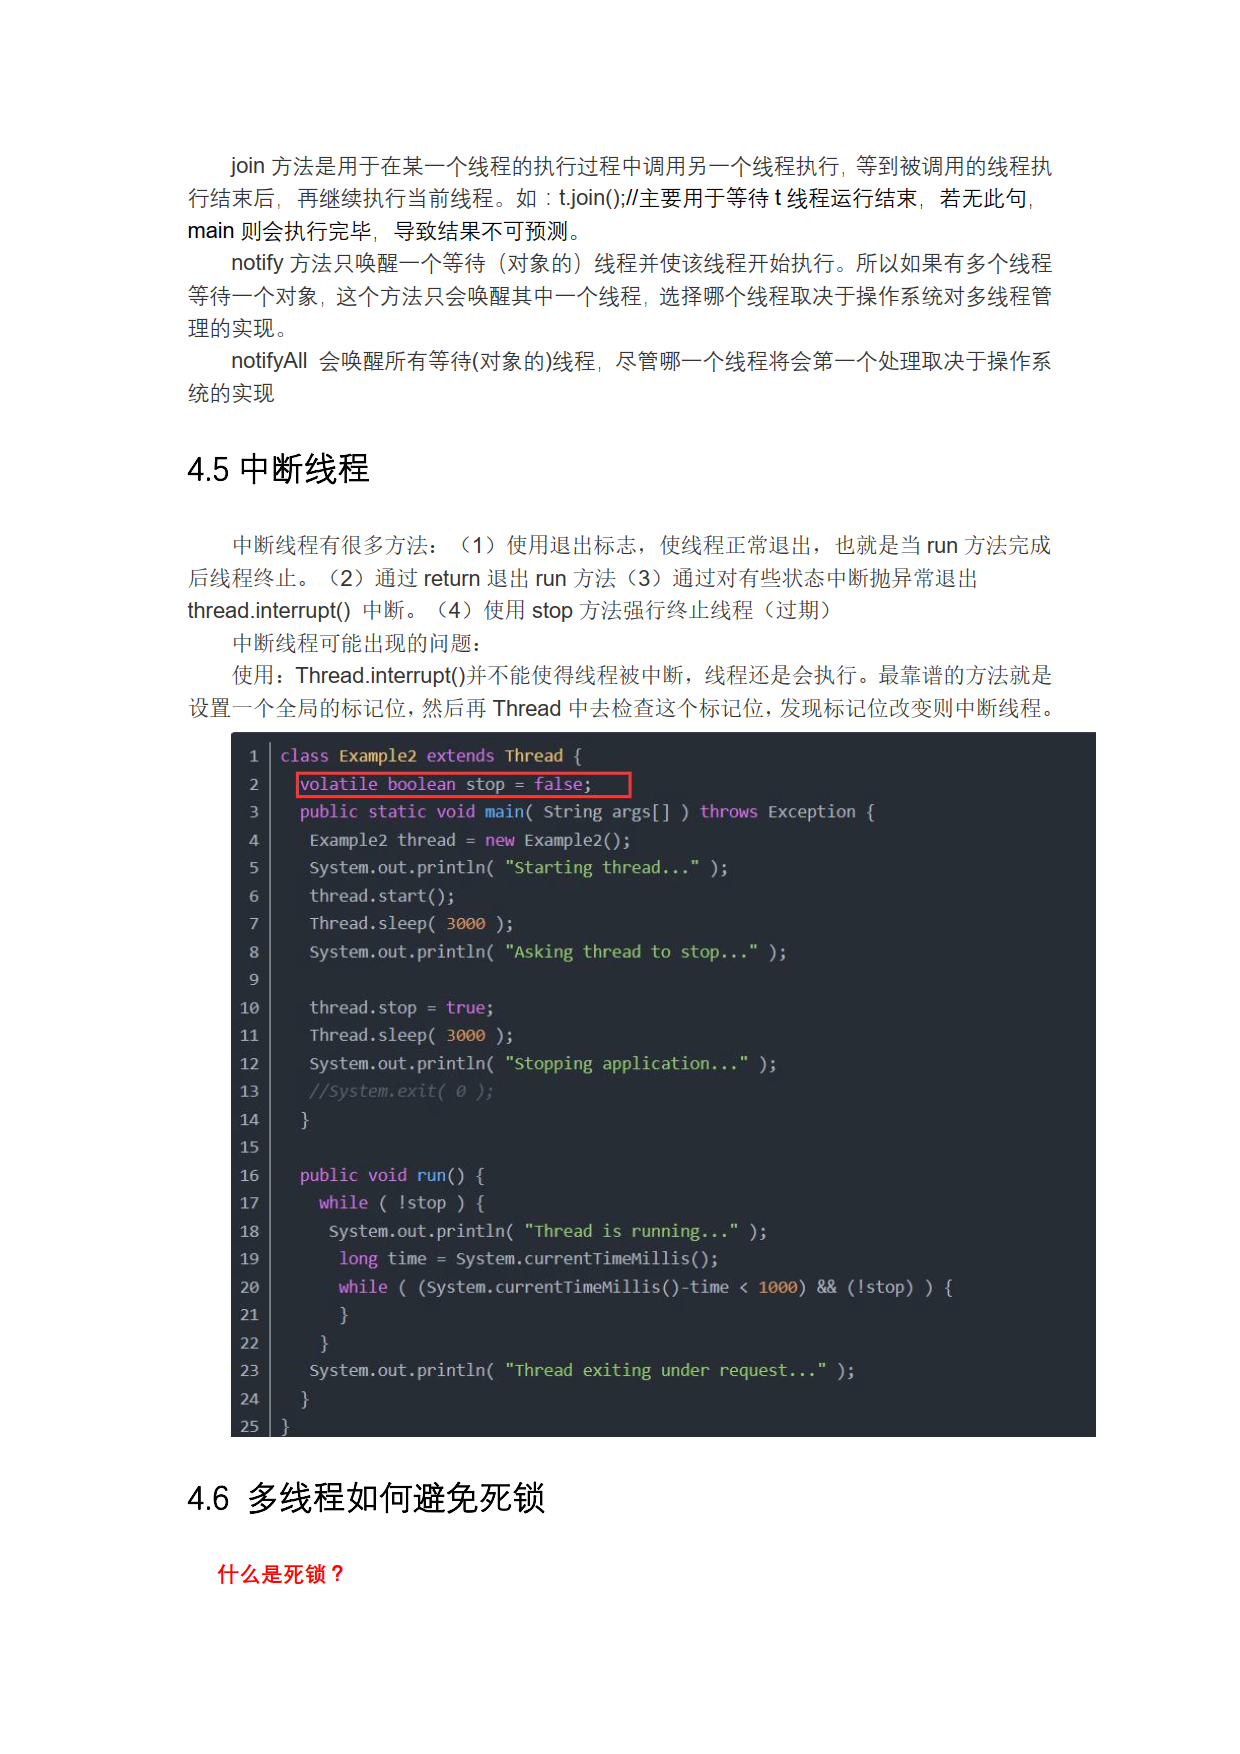 join 方法是用于在某一个线程的执行过程中调用另一个线程执行，等到被调用的线程执
行结束后，再继续执行当前线程。如：t.join();//主要用于等待 t 线程运行结束，若无此句，
main 则会执行完毕，导致结果不可预测。
notify 方法只唤醒一个等待（对象的）线程并使该线程开始执行。所以如果有多个线程
等待一个对象，这个方法只会唤醒其中一个线程，选择哪个线程取决于操作系统对多线程管
理的实现。
notifyAll 会唤醒所有等待(对象的)线程，尽管哪一个线程将会第一个处理取决于操作系
统的实现
4.5 中断线程
中断线程有很多方法：（1）使用退出标志，使线程正常退出，也就是当 run 方法完成
后线程终止。（2）通过 return 退出 run 方法（3）通过对有些状态中断抛异常退出
thread.interrupt() 中断。（4）使用 stop 方法强行终止线程（过期）
中断线程可能出现的问题：
使用：Thread.interrupt()并不能使得线程被中断，线程还是会执行。最靠谱的方法就是
设置一个全局的标记位，然后再 Thread 中去检查这个标记位，发现标记位改变则中断线程。
1 class Example2 extends Thread {
2 volatile boolean stop = false;
3 public static void main( String args[] ) throws Exception {
4 Example2 thread = new Example2();
5 System.out.println( "Starting thread..." );
6 thread.start();
7 Thread.sleep( 3000 );
8 System.out.println( "Asking thread to stop..." );
9
10 thread.stop = true;
11 Thread.sleep( 3000 );
12 System.out.println( "Stopping application..." );
13 //System.exit( 0 );
14 }
15
16 public void run() {
17 while ( !stop ) {
18 System.out.println( "Thread is running..." );
19 long time = System.currentTimeMillis();
20 while ( (System.currentTimeMillis()-time < 1000) && (!stop) ) {
21 }
22 }
23 System.out.println( "Thread exiting under request..." );
24 }
25 }
4.6 多线程如何避免死锁
什么是死锁？